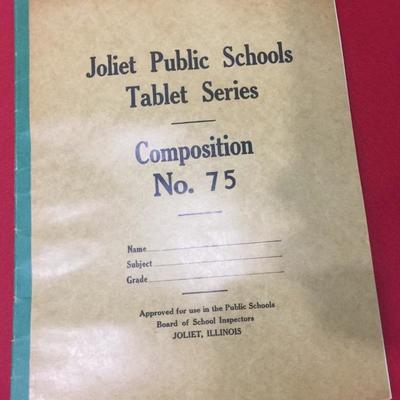 Joliet Public Schools
Tablet Series
Composition
No. 75
Name
Subject
Grade
Approved for use in the Public Schools
Board of School Inspectors
JOLIET, ILLINOIS